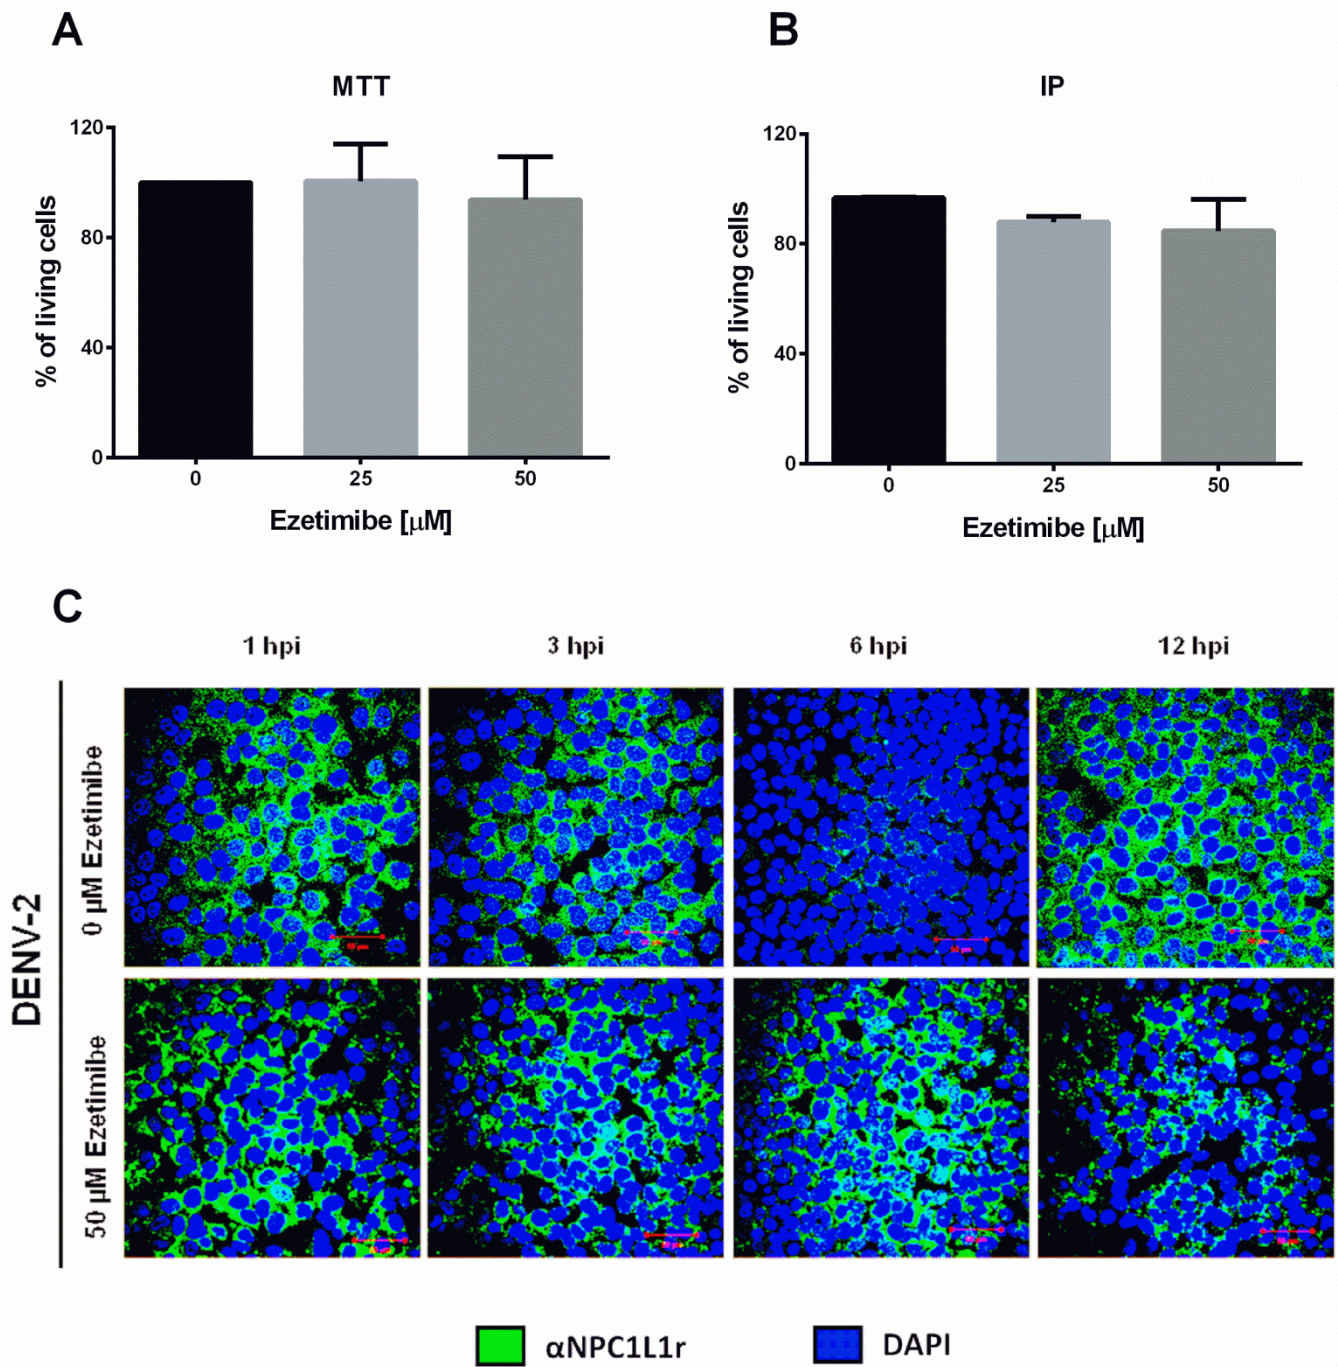 A
B
MTT
IP
120
80
40
0
% of living cells
0 25 50
Ezetimibe [μM]
120
80
40
0
% of living cells
0 25 50
Ezetimibe [μM]
C
1 hpi 3 hpi 6 hpi 12 hpi
DENV-2
0 μM Ezetimibe
50 μM Ezetimibe
αNPC1L1r DAPI